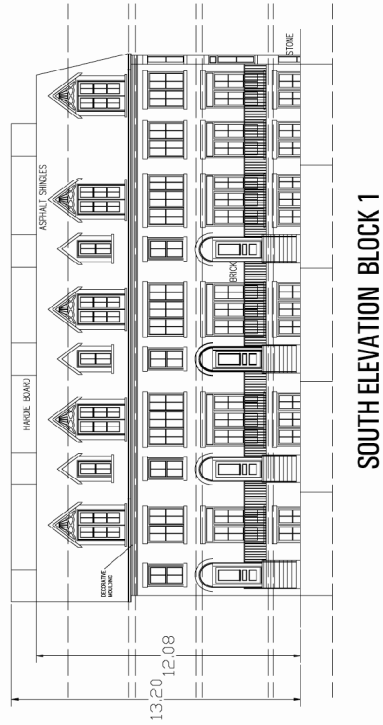 HARDIE BOARD
ASPHALT SHINGLES
DECORATIVE
MOULDING
BRICK
STONE
13.20
12.08
SOUTH ELEVATION BLOCK 1